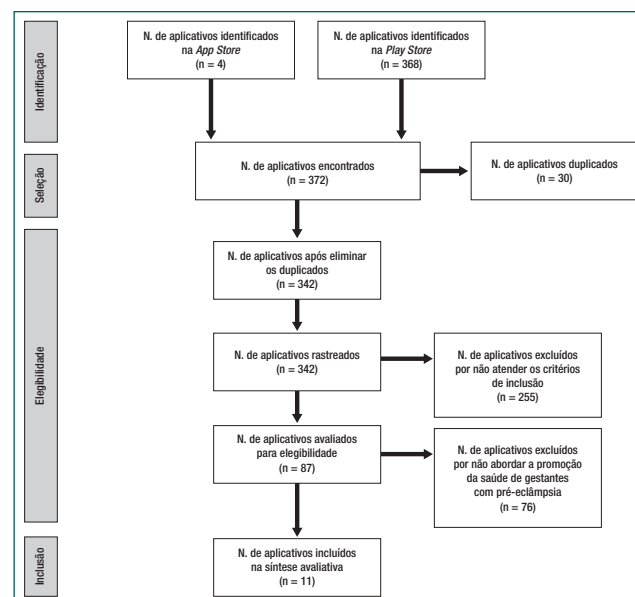 Identificação
N. de aplicativos identificados
na App Store
(n = 4)
N. de aplicativos identificados
na Play Store
(n = 368)
Seleção
N. de aplicativos encontrados
(n = 372)
N. de aplicativos duplicados
(n = 30)
Elegibilidade
N. de aplicativos após eliminar
os duplicados
(n = 342)
N. de aplicativos rastreados
(n = 342)
N. de aplicativos excluídos
por não atender os critérios
de inclusão
(n = 255)
N. de aplicativos avaliados
para elegibilidade
(n = 87)
N. de aplicativos excluídos
por não abordar a promoção
da saúde de gestantes
com pré-eclâmpsia
(n = 76)
Inclusão
N. de aplicativos incluídos
na síntese avaliativa
(n = 11)